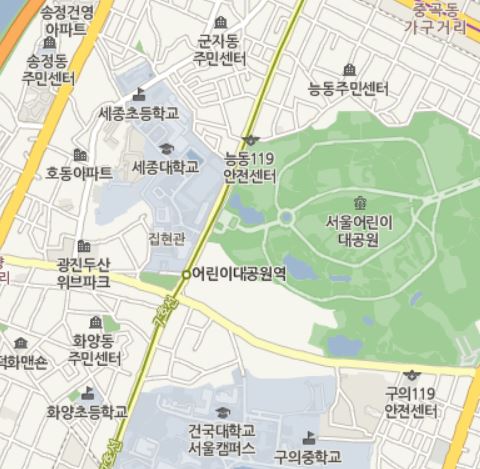 송정건영
아파트
송정동
주민센터
군자동
주민센터
중곡동
가구거리
능동주민센터
세종초등학교
호동아파트
세종대학교
능동119
안전센터
서울어린이
대공원
집현관
광진두산
위브파크
어린이대공원역
화양동
주민센터
덕화맨숀
화양초등학교
건국대학교
서울캠퍼스
구의중학교
구의119
안전센터